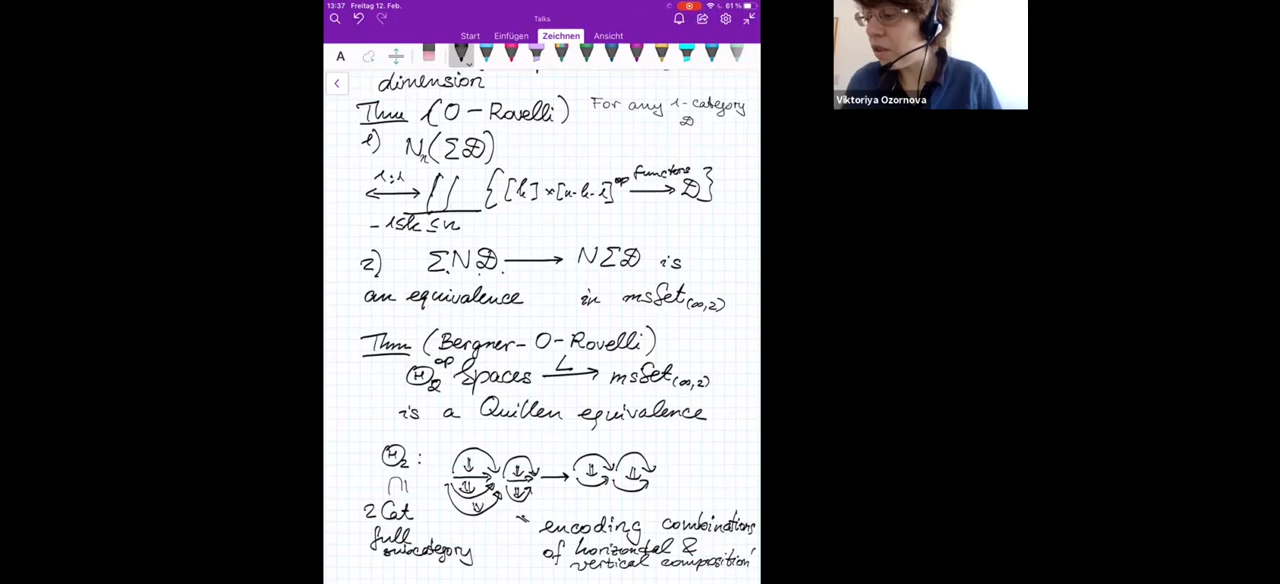 13:37 Freitag 12. Feb.
61 %
Talks
Start Einfügen Zeichnen Ansicht
Viktoriya Ozornova
dimension
Thm (O-Rovelli) For any 1-category 𝒟
1) Nₙ(Σ𝒟)
1:1
⟷ ∐ {[k]×[n-k-1]ᵒᵖ functors → 𝒟}
-1≤k≤n
2) ΣN𝒟 → NΣ𝒟 is
an equivalence in msSet₍∞,₂₎
Thm (Bergner-O-Rovelli)
Θ₂ᵒᵖ Spaces L → msSet₍∞,₂₎
is a Quillen equivalence
Θ₂ :
∩
2Cat
full
subcategory
→
encoding combinations
of horizontal &
vertical composition